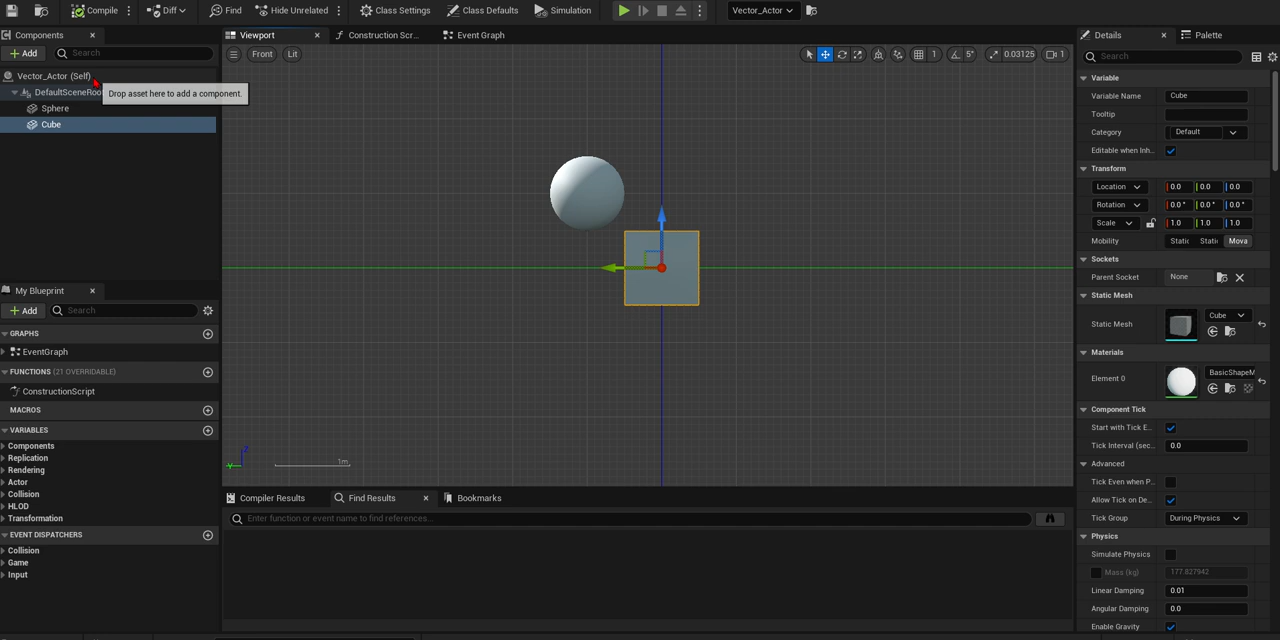 Compile Diff Find Hide Unrelated Class Settings Class Defaults Simulation Vector_Actor
Components
Add Search
Vector_Actor (Self)
DefaultSceneRoo
Drop asset here to add a component.
Sphere
Cube
My Blueprint
Add Search
GRAPHS
EventGraph
FUNCTIONS (21 OVERRIDABLE)
ConstructionScript
MACROS
VARIABLES
Components
Replication
Rendering
Actor
Collision
HLOD
Transformation
EVENT DISPATCHERS
Collision
Game
Input
Viewport Construction Scr... Event Graph
Front Lit 1 5° 0.03125 1
z
Y
1m
Compiler Results Find Results Bookmarks
Enter function or event name to find references...
Details Palette
Search
Variable
Variable Name Cube
Tooltip
Category Default
Editable when Inh...
Transform
Location 0.0 0.0 0.0
Rotation 0.0 ° 0.0 ° 0.0 °
Scale 1.0 1.0 1.0
Mobility Static Static Mova
Sockets
Parent Socket None
Static Mesh
Static Mesh Cube
Materials
Element 0 BasicShapeM
Component Tick
Start with Tick E...
Tick Interval (sec... 0.0
Advanced
Tick Even when P...
Allow Tick on De...
Tick Group During Physics
Physics
Simulate Physics
Mass (kg) 177.827942
Linear Damping 0.01
Angular Damping 0.0
Enable Gravity